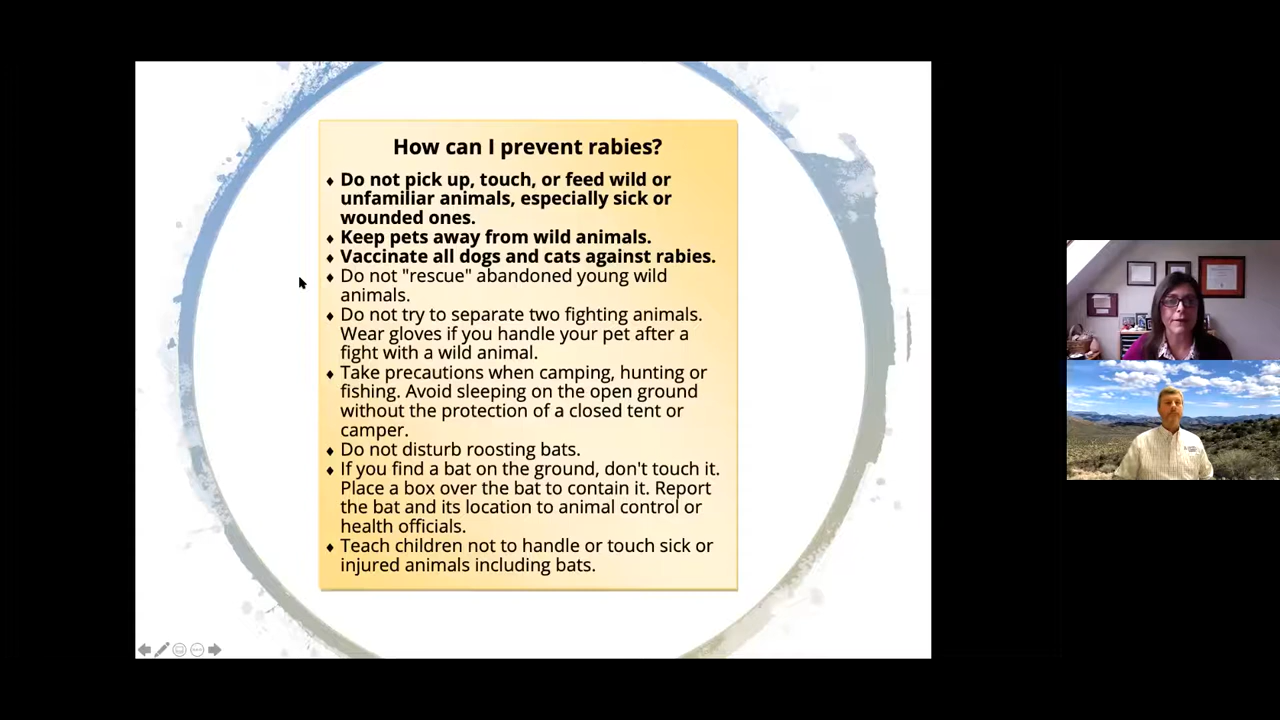 How can I prevent rabies?
♦ Do not pick up, touch, or feed wild or
unfamiliar animals, especially sick or
wounded ones.
♦ Keep pets away from wild animals.
♦ Vaccinate all dogs and cats against rabies.
♦ Do not "rescue" abandoned young wild
animals.
♦ Do not try to separate two fighting animals.
Wear gloves if you handle your pet after a
fight with a wild animal.
♦ Take precautions when camping, hunting or
fishing. Avoid sleeping on the open ground
without the protection of a closed tent or
camper.
♦ Do not disturb roosting bats.
♦ If you find a bat on the ground, don't touch it.
Place a box over the bat to contain it. Report
the bat and its location to animal control or
health officials.
♦ Teach children not to handle or touch sick or
injured animals including bats.